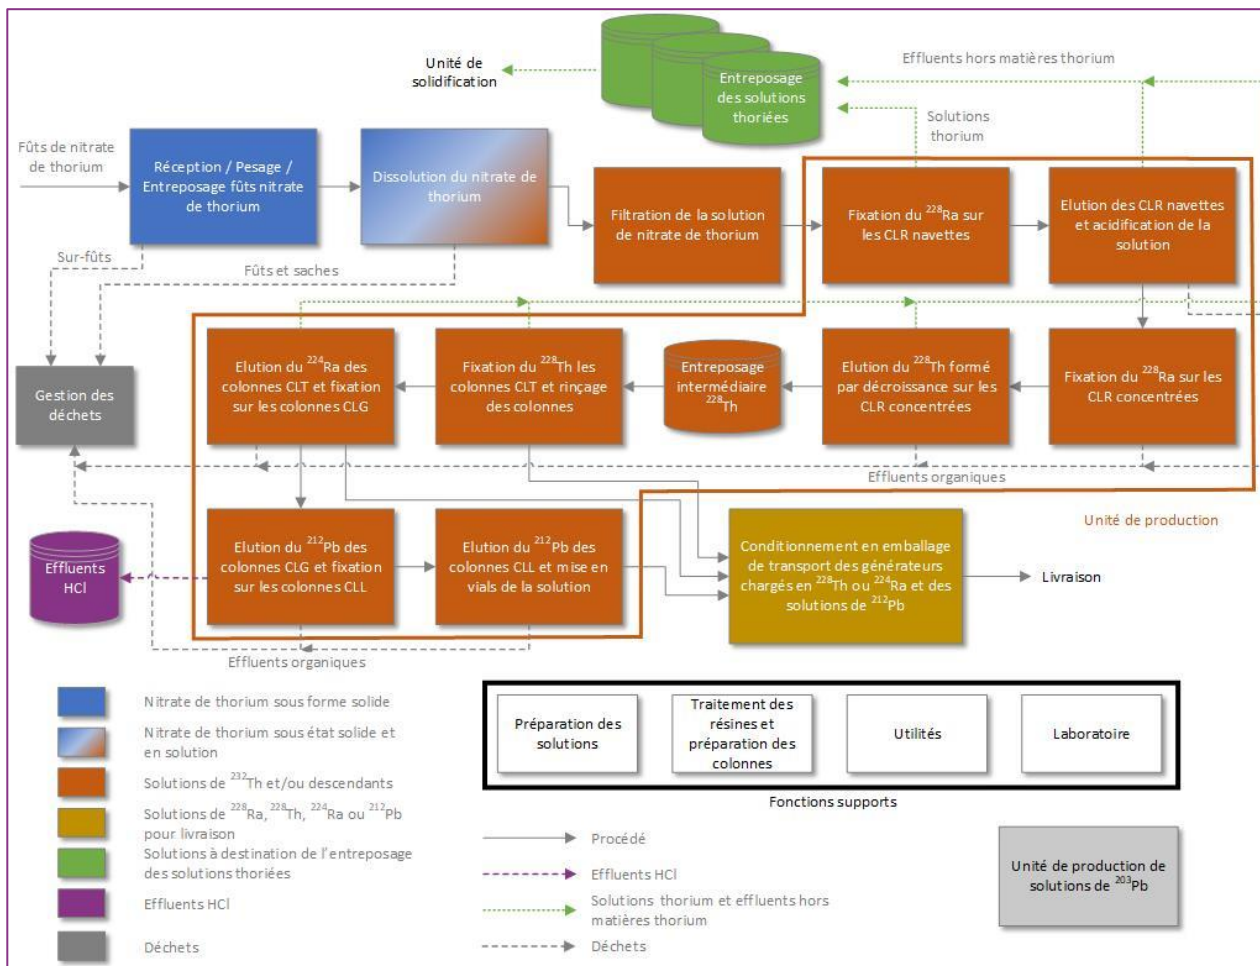 Unité de
solidification
Entreposage
des solutions
thoriées
Effluents hors matières thorium
Solutions
thorium
Fûts de nitrate
de thorium
Réception / Pesage /
Entreposage fûts nitrate
de thorium
Dissolution du nitrate de
thorium
Filtration de la solution
de nitrate de thorium
Fixation du ²²⁸Ra sur
les CLR navettes
Elution des CLR navettes
et acidification de la
solution
Sur-fûts
Fûts et saches
Gestion des
déchets
Elution du ²²⁴Ra des
colonnes CLT et fixation
sur les colonnes CLG
Fixation du ²²⁸Th les
colonnes CLT et rinçage
des colonnes
Entreposage
intermédiaire
²²⁸Th
Elution du ²²⁸Th formé
par décroissance sur les
CLR concentrées
Fixation du ²²⁸Ra sur les
CLR concentrées
Effluents organiques
Unité de production
Effluents
HCl
Elution du ²¹²Pb des
colonnes CLG et fixation
sur les colonnes CLL
Elution du ²¹²Pb des
colonnes CLL et mise en
vials de la solution
Conditionnement en emballage
de transport des générateurs
chargés en ²²⁸Th ou ²²⁴Ra et des
solutions de ²¹²Pb
Livraison
Effluents organiques
Nitrate de thorium sous forme solide
Nitrate de thorium sous état solide et
en solution
Solutions de ²³²Th et/ou descendants
Solutions de ²²⁸Ra, ²²⁸Th, ²²⁴Ra ou ²¹²Pb
pour livraison
Solutions à destination de l'entreposage
des solutions thoriées
Effluents HCl
Déchets
Préparation des
solutions
Traitement des
résines et
préparation des
colonnes
Utilités
Laboratoire
Fonctions supports
Procédé
Effluents HCl
Solutions thorium et effluents hors
matières thorium
Déchets
Unité de production de
solutions de ²⁰³Pb